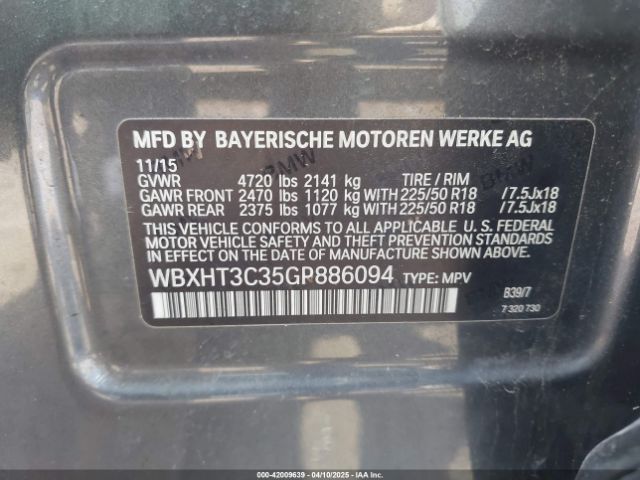 MFD BY BAYERISCHE MOTOREN WERKE AG
11/15
GVWR 4720 lbs 2141 kg TIRE / RIM
GAWR FRONT 2470 lbs 1120 kg WITH 225/50 R18 /7.5Jx18
GAWR REAR 2375 lbs 1077 kg WITH 225/50 R18 /7.5Jx18
THIS VEHICLE CONFORMS TO ALL APPLICABLE U. S. FEDERAL
MOTOR VEHICLE SAFETY, BUMPER, AND THEFT PREVENTION
STANDARDS IN EFFECT ON THE DATE OF MANUFACTURE SHOWN ABOVE.
WBXHT3C35GP886094 TYPE: MPV
B39/7
7 320 730
000-42009639 - 04/10/2025 - IAAI.COM